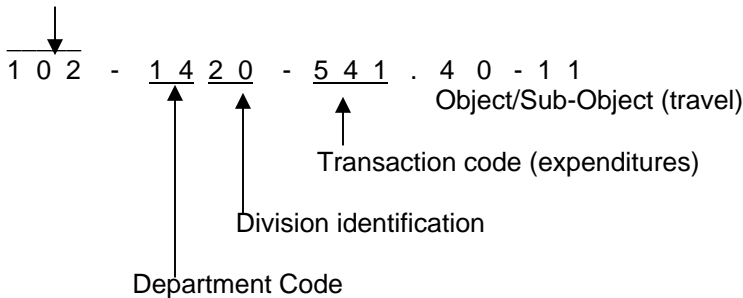 1 0 2 - 1 4 2 0 - 5 4 1 . 4 0 - 1 1
Object/Sub-Object (travel)
Transaction code (expenditures)
Division identification
Department Code